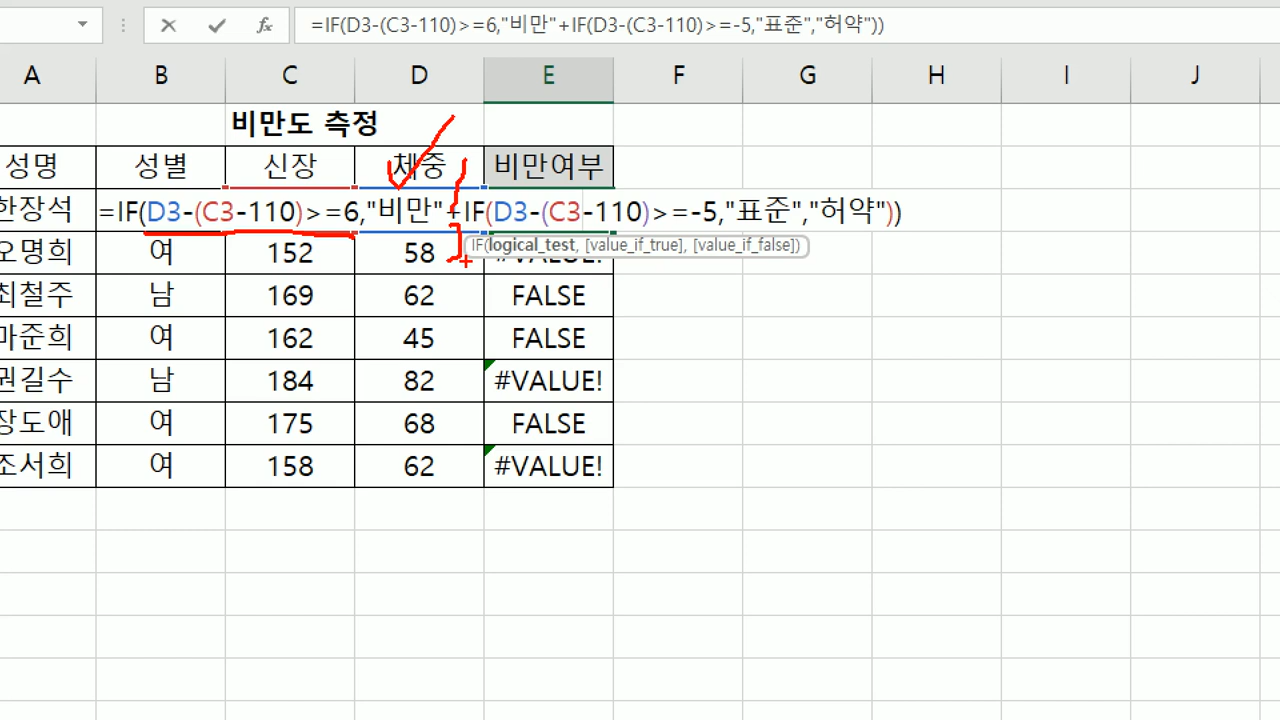 fx =IF(D3-(C3-110)>=6,"비만"+IF(D3-(C3-110)>=-5,"표준","허약"))
A B C D E F G H I J
비만도 측정
성명 성별 신장 체중 비만여부
한장석 =IF(D3-(C3-110)>=6,"비만"+IF(D3-(C3-110)>=-5,"표준","허약"))
IF(logical_test, [value_if_true], [value_if_false])
오명희 여 152 58 #VALUE!
최철주 남 169 62 FALSE
마준희 여 162 45 FALSE
권길수 남 184 82 #VALUE!
장도애 여 175 68 FALSE
조서희 여 158 62 #VALUE!